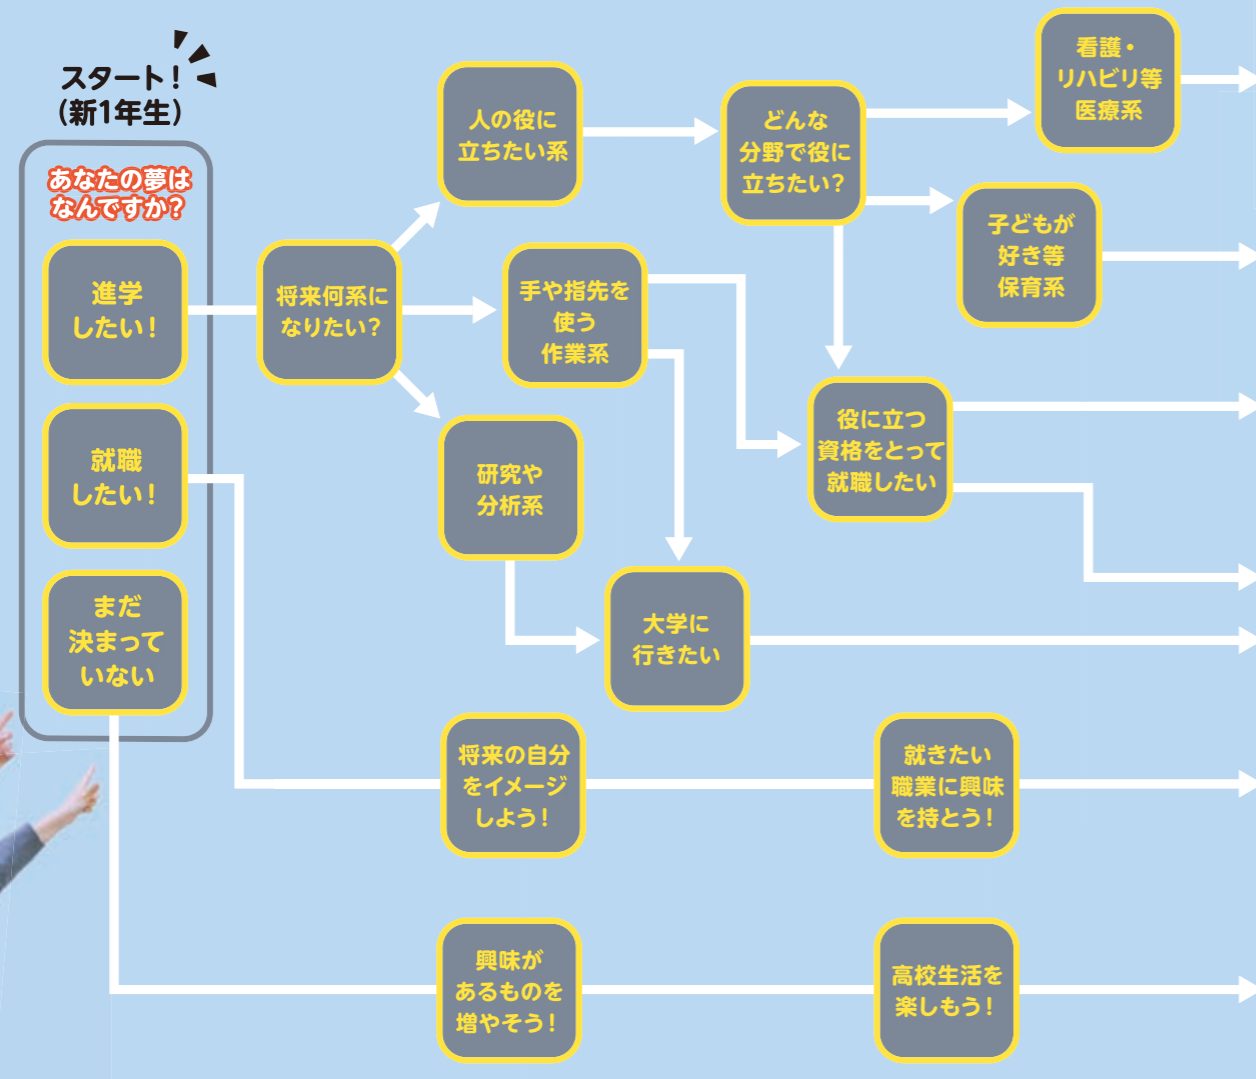 スタート！
（新1年生）
あなたの夢は
なんですか？
進学
したい！
就職
したい！
まだ
決まって
いない
将来何系に
なりたい？
人の役に
立ちたい系
手や指先を
使う
作業系
研究や
分析系
どんな
分野で役に
立ちたい？
看護・
リハビリ等
医療系
子どもが
好き等
保育系
役に立つ
資格をとって
就職したい
大学に
行きたい
将来の自分
をイメージ
しよう！
就きたい
職業に興味
を持とう！
興味が
あるものを
増やそう！
高校生活を
楽しもう！